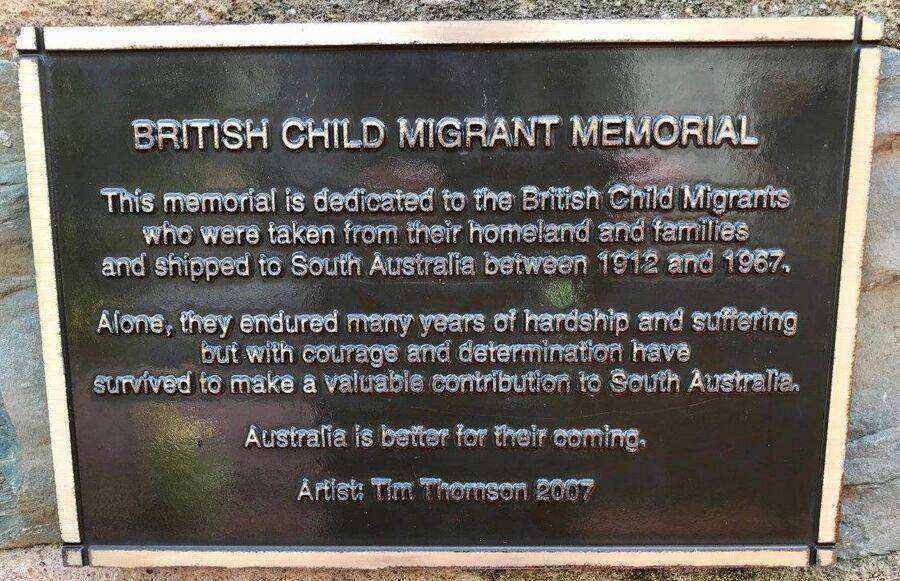 BRITISH CHILD MIGRANT MEMORIAL
This memorial is dedicated to the British Child Migrants
who were taken from their homeland and families
and shipped to South Australia between 1912 and 1967.
Alone, they endured many years of hardship and suffering
but with courage and determination have
survived to make a valuable contribution to South Australia.
Australia is better for their coming.
Artist: Tim Thomson 2007